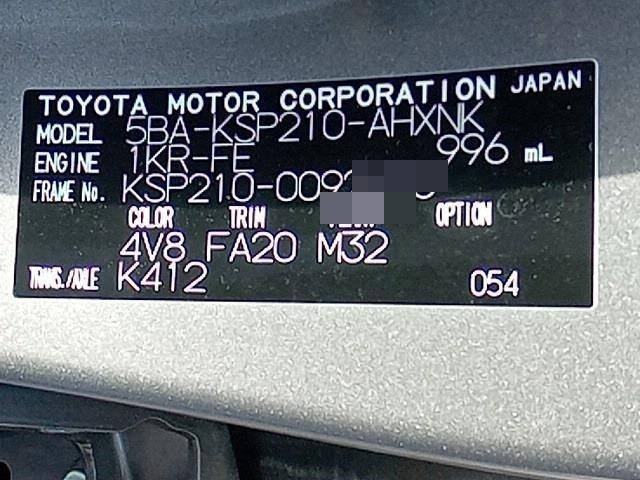 TOYOTA MOTOR CORPORATION JAPAN
MODEL 5BA-KSP210-AHXNK
ENGINE 1KR-FE 996 mL
FRAME No. KSP210-009
COLOR TRIM OPTION
4V8 FA20 M32
TRANS./AXLE K412 054